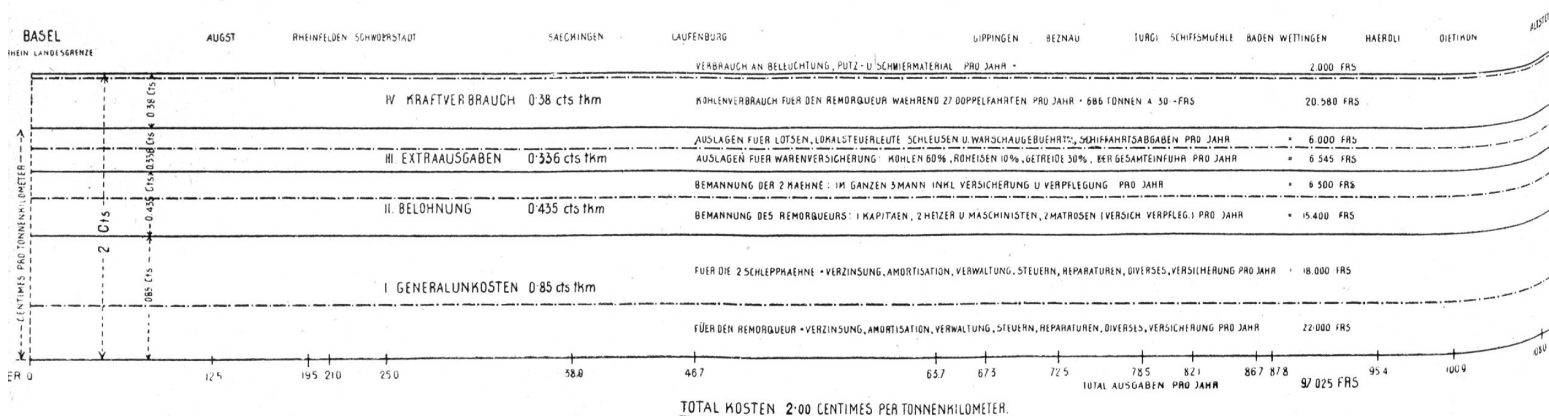 BASEL AUGST RHEINFELDEN SCHWOERSTADT SAECKINGEN LAUFENBURG GIPPINGEN BEZNAU TURGI SCHIFFSMUEHLE BADEN WETTINGEN HAERDLI DIETIKON
RHEIN LANDESGRENZE
VERBRAUCH AN BELEUCHTUNG, PUTZ- U SCHMIERMATERIAL PRO JAHR - 2.000 FRS
IV KRAFTVERBRAUCH 0·38 cts tkm KOHLENVERBRAUCH FUER DEN REMORQUEUR WAEHREND 27 DOPPELFAHRTEN PRO JAHR - 686 TONNEN A 30 - FRS 20.580 FRS
0·38 Cts
AUSLAGEN FUER LOTSEN, LOKALSTEUERLEUTE SCHLEUSEN U. WARSCHAUGEBUEHREN, SCHIFFAHRTSABGABEN PRO JAHR = 6.000 FRS
III EXTRAAUSGABEN 0·336 cts tkm AUSLAGEN FUER WARENVERSICHERUNG: KOHLEN 60%, ROHEISEN 10%, GETREIDE 30%, DER GESAMTEINFUHR PRO JAHR = 6 545 FRS
BEMANNUNG DER 2 KAEHNE: IM GANZEN 3 MANN INKL VERSICHERUNG U VERPFLEGUNG PRO JAHR = 6 500 FRS
II. BELOHNUNG 0·435 cts tkm BEMANNUNG DES REMORQUEURS: 1 KAPITAEN, 2 HEIZER U MASCHINISTEN, 2 MATROSEN (VERSICH VERPFLEG.) PRO JAHR = 15.400 FRS
0·435 Cts
2 Cts
CENTIMES PRO TONNENKILOMETER
FUER DIE 2 SCHLEPPKAEHNE = VERZINSUNG, AMORTISATION, VERWALTUNG, STEUERN, REPARATUREN, DIVERSES, VERSICHERUNG PRO JAHR = 18.000 FRS
I GENERALUNKOSTEN 0·85 cts tkm
0·85 Cts
FÜER DEN REMORQUEUR = VERZINSUNG, AMORTISATION, VERWALTUNG, STEUERN, REPARATUREN, DIVERSES, VERSICHERUNG PRO JAHR 22·000 FRS
0 12·5 19·5 21·0 25·0 38·0 46·7 63·7 67·3 72·5 78·5 82·1 86·7 87·8 95·4 100·9
TOTAL AUSGABEN PRO JAHR 97 025 FRS
TOTAL KOSTEN 2·00 CENTIMES PER TONNENKILOMETER.